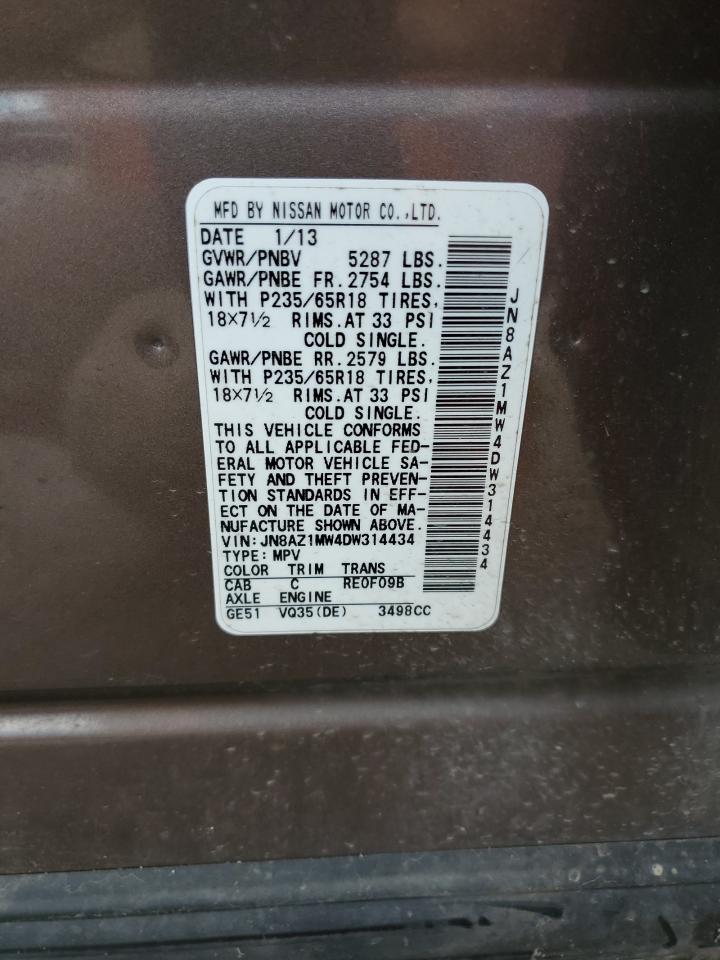 MFD BY NISSAN MOTOR CO.,LTD.
DATE 1/13
GVWR/PNBV 5287 LBS.
GAWR/PNBE FR. 2754 LBS.
WITH P235/65R18 TIRES,
18×7½ RIMS. AT 33 PSI
COLD SINGLE.
GAWR/PNBE RR. 2579 LBS.
WITH P235/65R18 TIRES,
18×7½ RIMS. AT 33 PSI
COLD SINGLE.
THIS VEHICLE CONFORMS
TO ALL APPLICABLE FED-
ERAL MOTOR VEHICLE SA-
FETY AND THEFT PREVEN-
TION STANDARDS IN EFF-
ECT ON THE DATE OF MA-
NUFACTURE SHOWN ABOVE.
VIN: JN8AZ1MW4DW314434
TYPE: MPV
COLOR TRIM TRANS
CAB C RE0F09B
AXLE ENGINE
GE51 VQ35(DE) 3498CC
JN8AZ1MW4DW314434